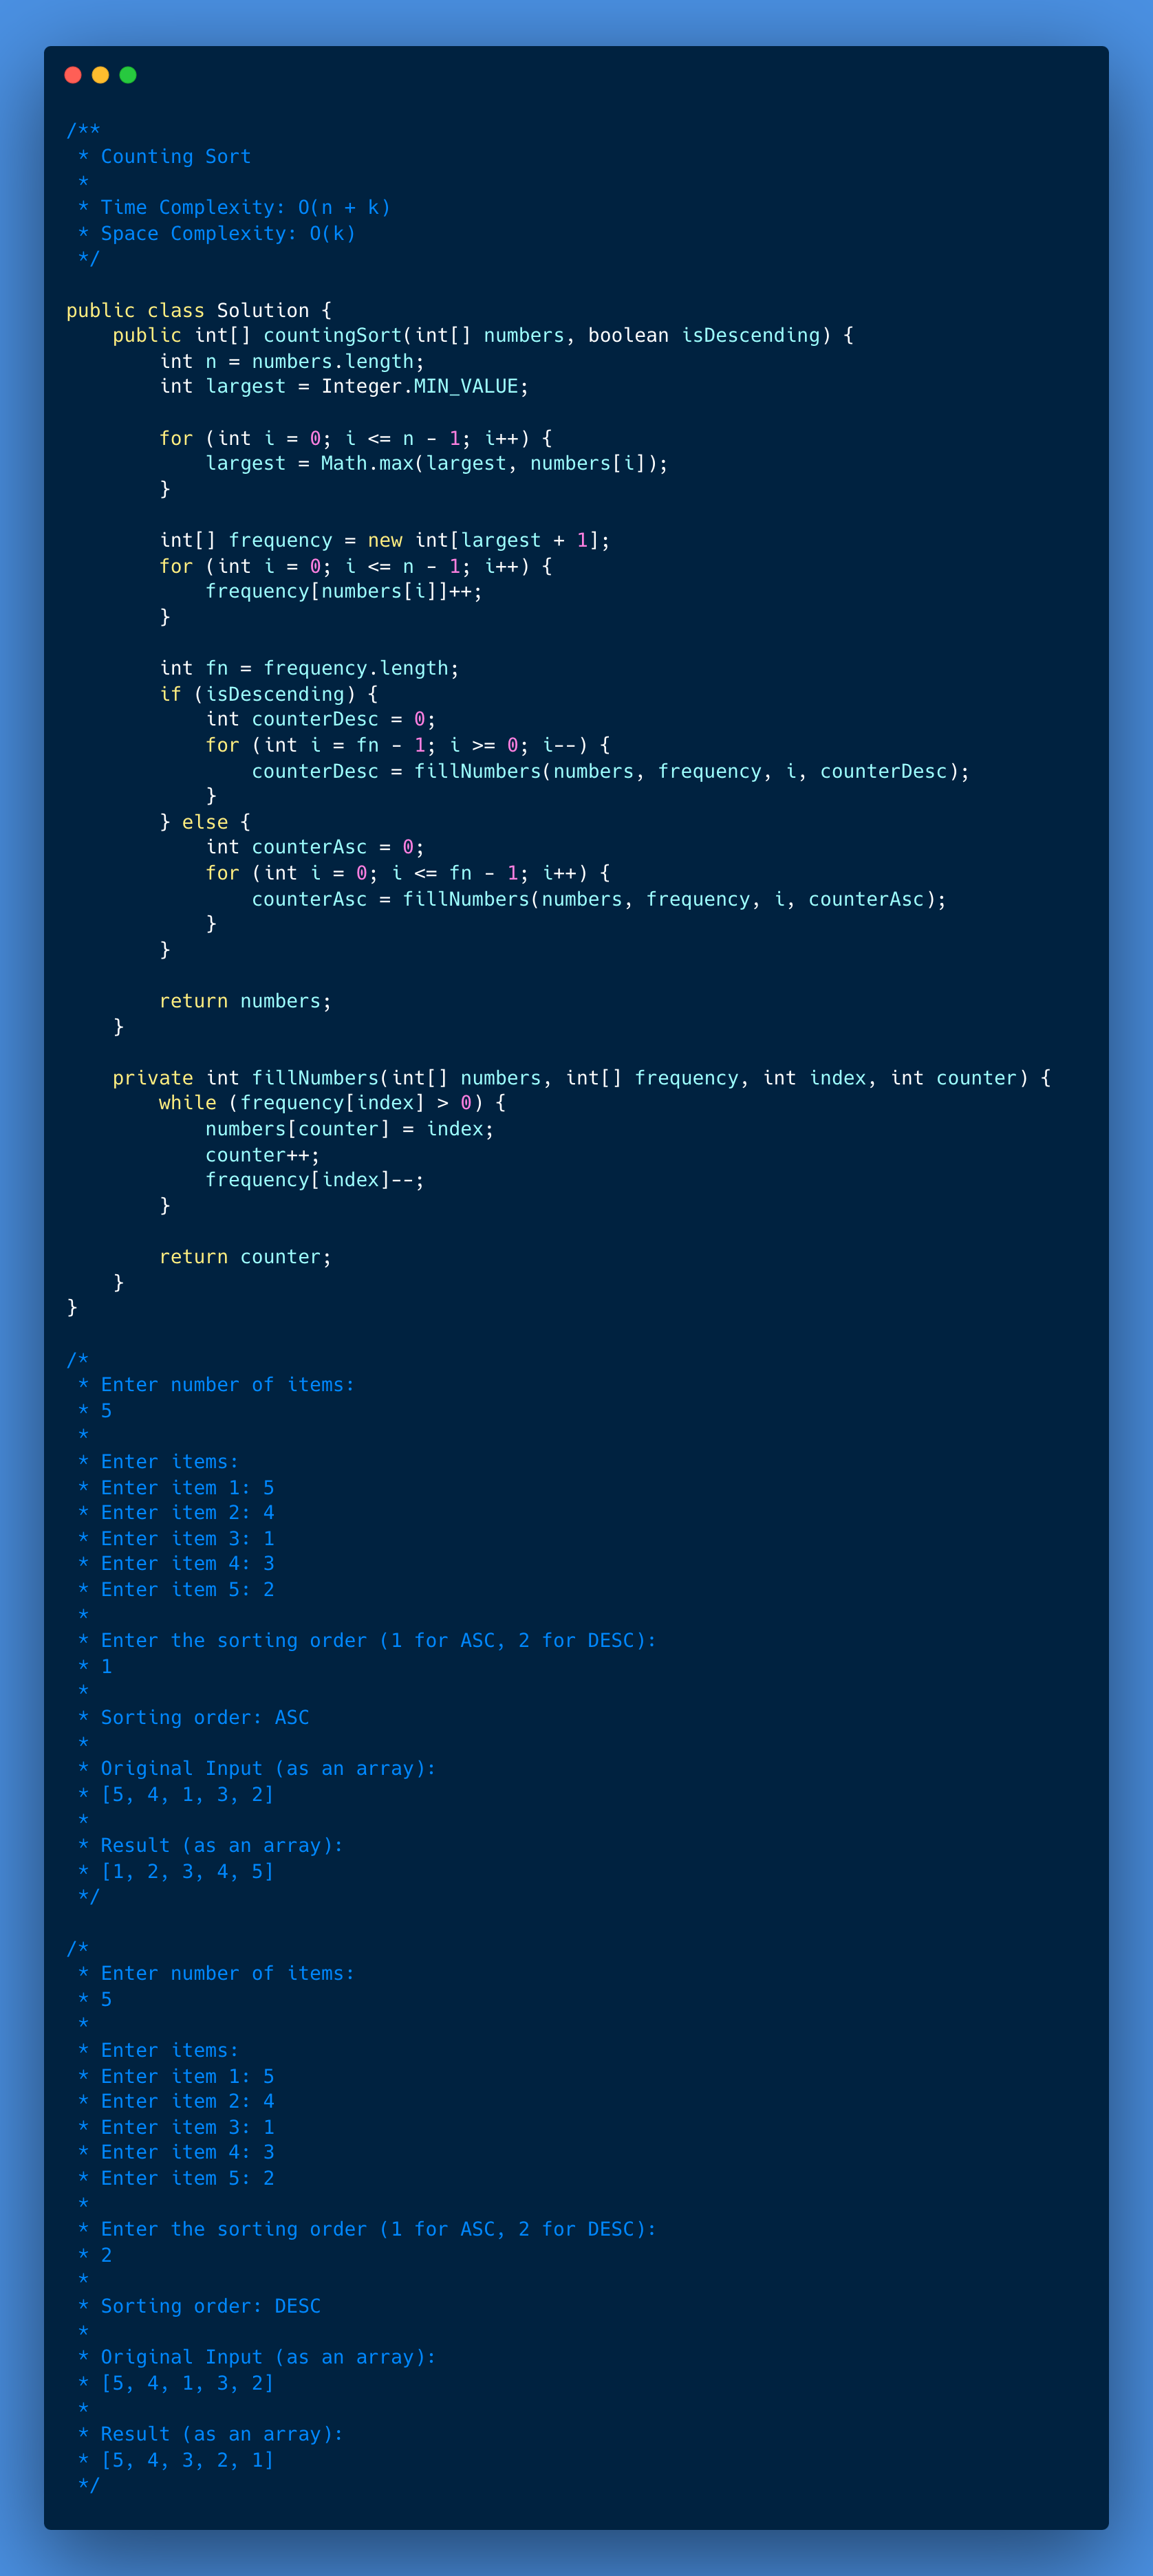 /**
 * Counting Sort
 *
 * Time Complexity: O(n + k)
 * Space Complexity: O(k)
 */

public class Solution {
    public int[] countingSort(int[] numbers, boolean isDescending) {
        int n = numbers.length;
        int largest = Integer.MIN_VALUE;

        for (int i = 0; i <= n - 1; i++) {
            largest = Math.max(largest, numbers[i]);
        }

        int[] frequency = new int[largest + 1];
        for (int i = 0; i <= n - 1; i++) {
            frequency[numbers[i]]++;
        }

        int fn = frequency.length;
        if (isDescending) {
            int counterDesc = 0;
            for (int i = fn - 1; i >= 0; i--) {
                counterDesc = fillNumbers(numbers, frequency, i, counterDesc);
            }
        } else {
            int counterAsc = 0;
            for (int i = 0; i <= fn - 1; i++) {
                counterAsc = fillNumbers(numbers, frequency, i, counterAsc);
            }
        }

        return numbers;
    }

    private int fillNumbers(int[] numbers, int[] frequency, int index, int counter) {
        while (frequency[index] > 0) {
            numbers[counter] = index;
            counter++;
            frequency[index]--;
        }

        return counter;
    }
}

/*
 * Enter number of items:
 * 5
 *
 * Enter items:
 * Enter item 1: 5
 * Enter item 2: 4
 * Enter item 3: 1
 * Enter item 4: 3
 * Enter item 5: 2
 *
 * Enter the sorting order (1 for ASC, 2 for DESC):
 * 1
 *
 * Sorting order: ASC
 *
 * Original Input (as an array):
 * [5, 4, 1, 3, 2]
 *
 * Result (as an array):
 * [1, 2, 3, 4, 5]
 */

/*
 * Enter number of items:
 * 5
 *
 * Enter items:
 * Enter item 1: 5
 * Enter item 2: 4
 * Enter item 3: 1
 * Enter item 4: 3
 * Enter item 5: 2
 *
 * Enter the sorting order (1 for ASC, 2 for DESC):
 * 2
 *
 * Sorting order: DESC
 *
 * Original Input (as an array):
 * [5, 4, 1, 3, 2]
 *
 * Result (as an array):
 * [5, 4, 3, 2, 1]
 */